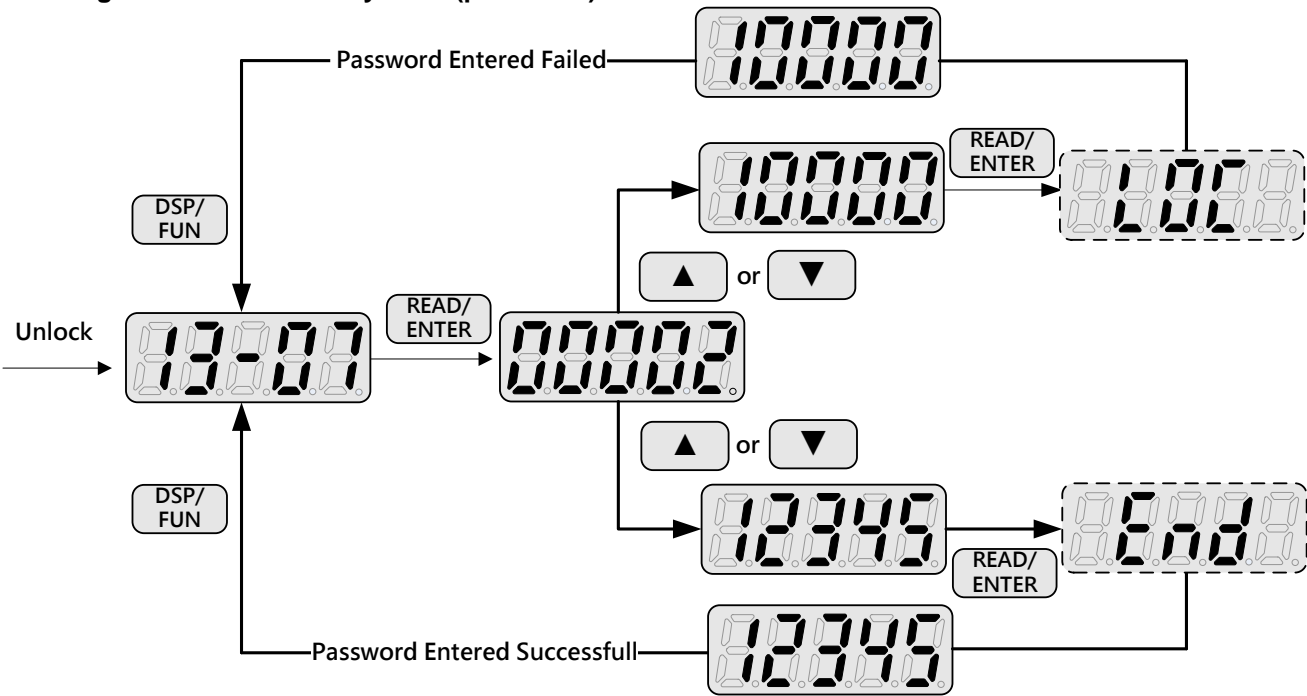 10000
Password Entered Failed
10000
READ/
ENTER
LOC
DSP/
FUN
▲ or ▼
Unlock
13-07
READ/
ENTER
00002
▲ or ▼
DSP/
FUN
12345
End
READ/
ENTER
Password Entered Successfull
12345